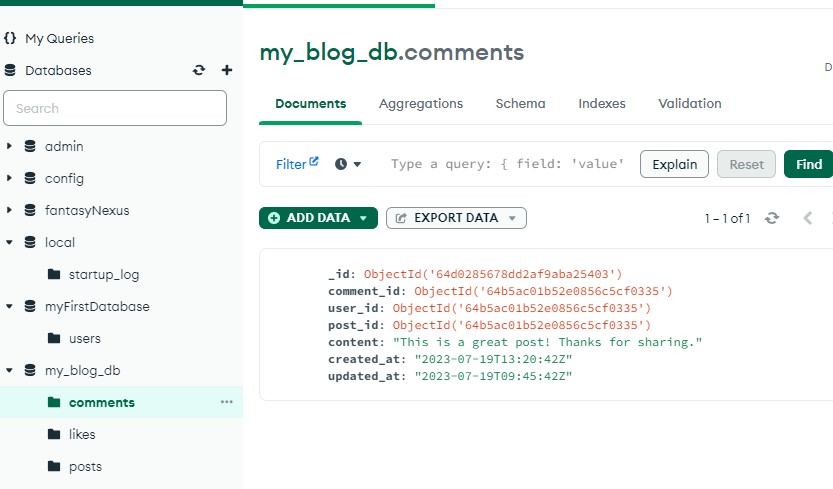 My Queries
Databases
Search
admin
config
fantasyNexus
local
startup_log
myFirstDatabase
users
my_blog_db
comments
likes
posts
my_blog_db.comments
D
Documents Aggregations Schema Indexes Validation
Filter Type a query: { field: 'value' Explain Reset Find
ADD DATA EXPORT DATA 1 – 1 of 1
_id: ObjectId('64d0285678dd2af9aba25403')
comment_id: ObjectId('64b5ac01b52e0856c5cf0335')
user_id: ObjectId('64b5ac01b52e0856c5cf0335')
post_id: ObjectId('64b5ac01b52e0856c5cf0335')
content: "This is a great post! Thanks for sharing."
created_at: "2023-07-19T13:20:42Z"
updated_at: "2023-07-19T09:45:42Z"